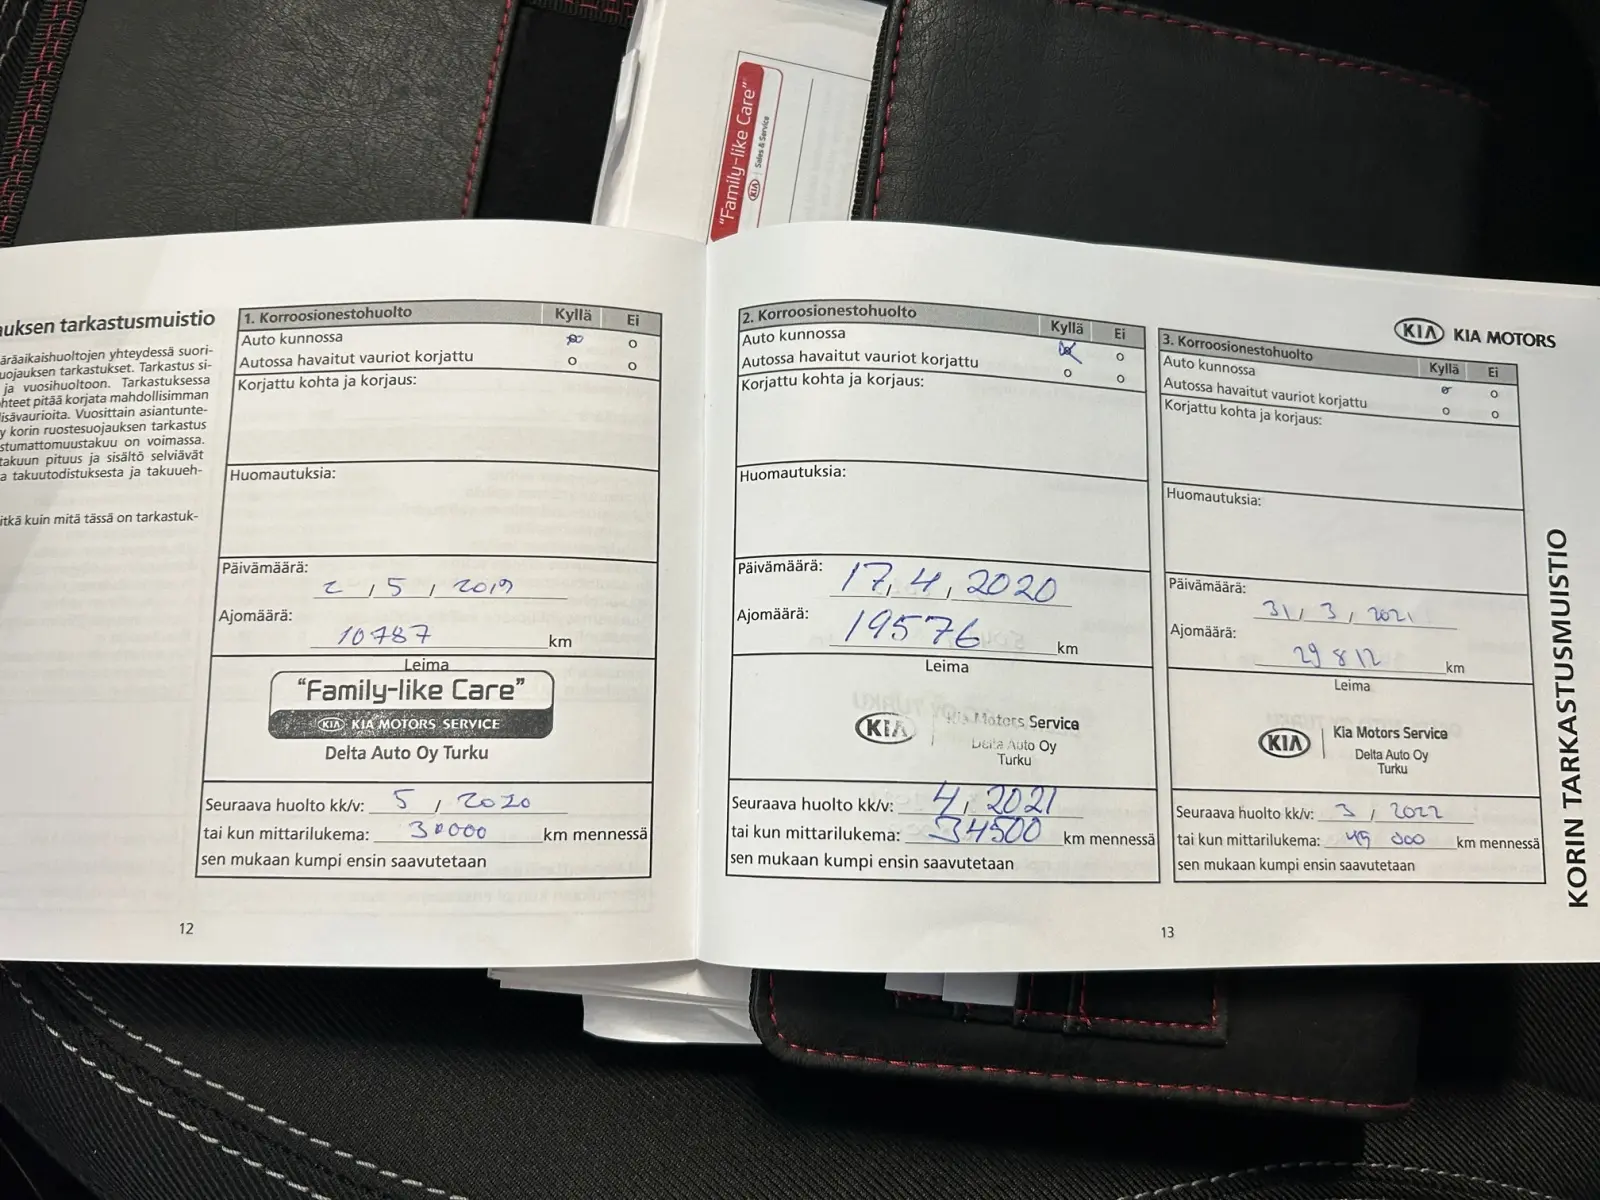 "Family-like Care"
KIA Sales & Service
auksen tarkastusmuistio
äräaikaishuoltojen yhteydessä suori-
uojauksen tarkastukset. Tarkastus si-
ja vuosihuoltoon. Tarkastuksessa
hteet pitää korjata mahdollisimman
lisävaurioita. Vuosittain asiantunte-
y korin ruostesuojauksen tarkastus
stumattomuustakuu on voimassa.
takuun pituus ja sisältö selviävät
a takuutodistuksesta ja takuueh-
itkä kuin mitä tässä on tarkastuk-
1. Korroosionestohuolto Kyllä Ei
Auto kunnossa
Autossa havaitut vauriot korjattu
Korjattu kohta ja korjaus:
Huomautuksia:
Päivämäärä:
2 , 5 , 2019
Ajomäärä:
10787 km
Leima
"Family-like Care"
KIA KIA MOTORS SERVICE
Delta Auto Oy Turku
Seuraava huolto kk/v: 5 , 2020
tai kun mittarilukema: 30000 km mennessä
sen mukaan kumpi ensin saavutetaan
12
2. Korroosionestohuolto Kyllä Ei
Auto kunnossa
Autossa havaitut vauriot korjattu
Korjattu kohta ja korjaus:
Huomautuksia:
Päivämäärä: 17, 4, 2020
Ajomäärä: 19576 km
Leima
KIA Kia Motors Service
Delta Auto Oy
Turku
Seuraava huolto kk/v: 4, 2021
tai kun mittarilukema: 34500 km mennessä
sen mukaan kumpi ensin saavutetaan
KIA KIA MOTORS
3. Korroosionestohuolto Kyllä Ei
Auto kunnossa
Autossa havaitut vauriot korjattu
Korjattu kohta ja korjaus:
Huomautuksia:
Päivämäärä:
31, 3, 2021
Ajomäärä:
29812 km
Leima
KIA Kia Motors Service
Delta Auto Oy
Turku
Seuraava huolto kk/v: 3 , 2022
tai kun mittarilukema: 49 000 km mennessä
sen mukaan kumpi ensin saavutetaan
13
KORIN TARKASTUSMUISTIO